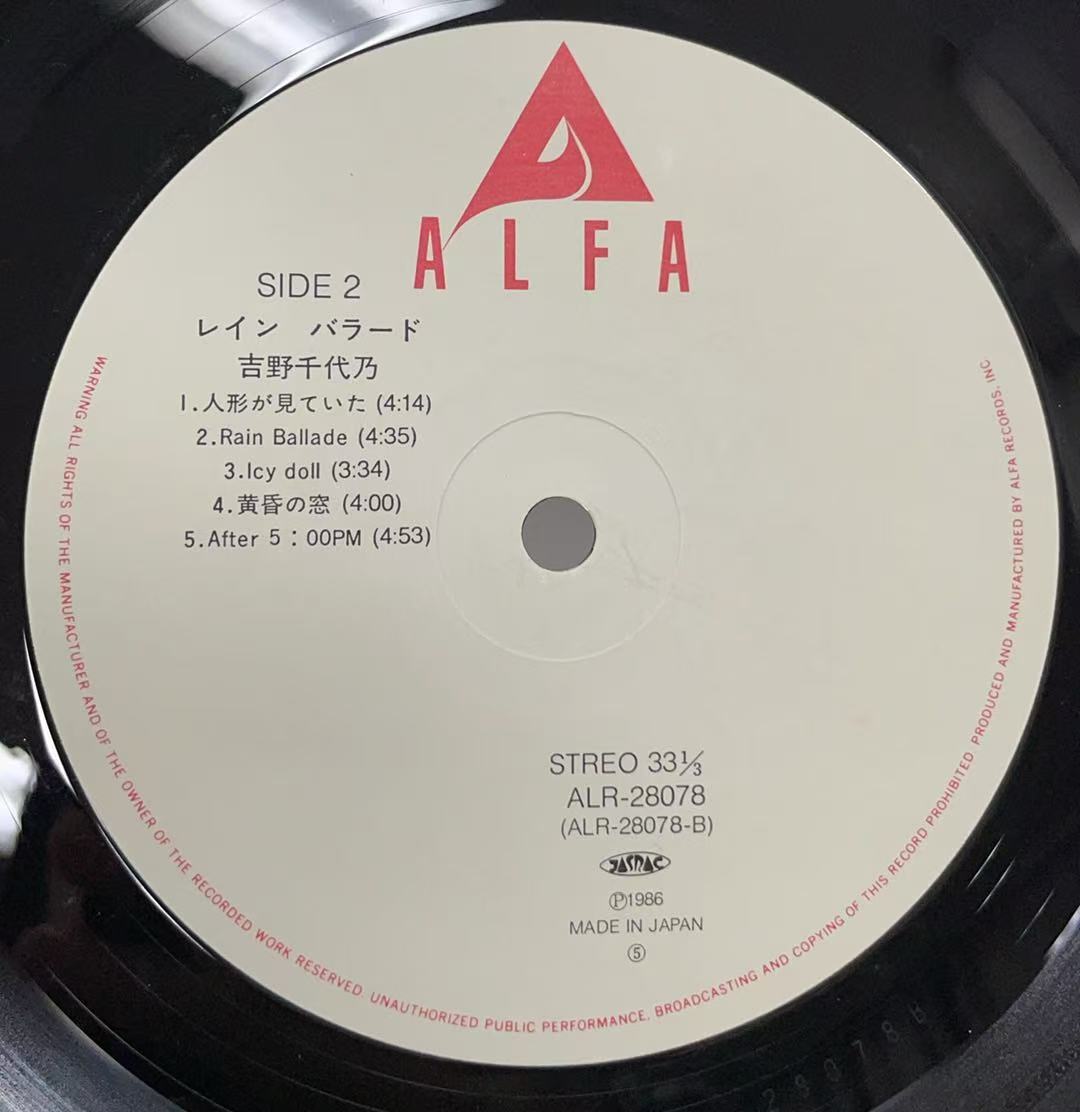 ALFA
SIDE 2
レイン バラード
吉野千代乃
1.人形が見ていた (4:14)
2.Rain Ballade (4:35)
3.Icy doll (3:34)
4.黄昏の窓 (4:00)
5.After 5：00PM (4:53)
STREO 33⅓
ALR-28078
(ALR-28078-B)
JASRAC
Ⓟ1986
MADE IN JAPAN
⑤
WARNING ALL RIGHTS OF THE MANUFACTURER AND OF THE OWNER OF THE RECORDED WORK RESERVED. UNAUTHORIZED PUBLIC PERFORMANCE, BROADCASTING AND COPYING OF THIS RECORD PROHIBITED PRODUCED AND MANUFACTURED BY ALFA RECORDS, INC